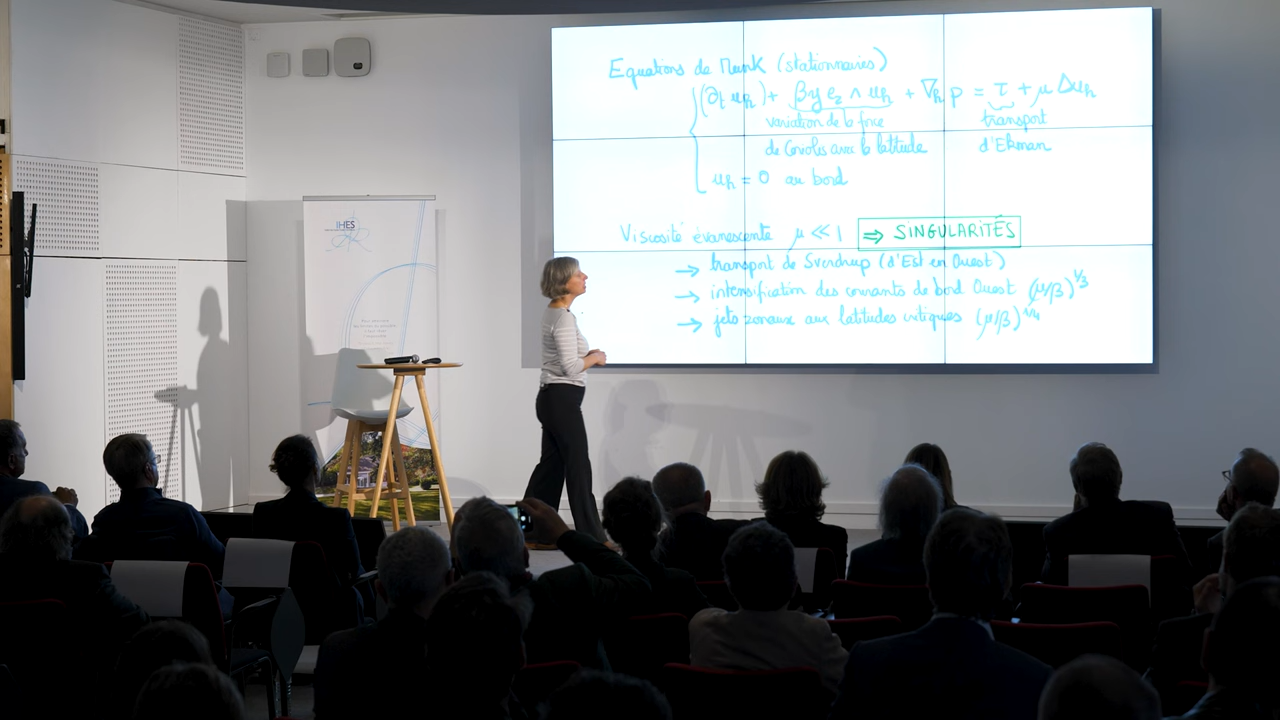 Equations de Munk (stationnaires)
(∂t uh) + βy ez ∧ uh + ∇h p = τ + μ Δuh
variation de la force transport
de Coriolis avec la latitude d'Ekman
uh = 0 au bord
Viscosité évanescente μ << 1 ⇒ SINGULARITÉS
→ transport de Sverdrup (d'Est en Ouest)
→ intensification des courants de bord Ouest (μ/β)^1/3
→ jets zonaux aux latitudes critiques (μ/β)^1/4
IHES